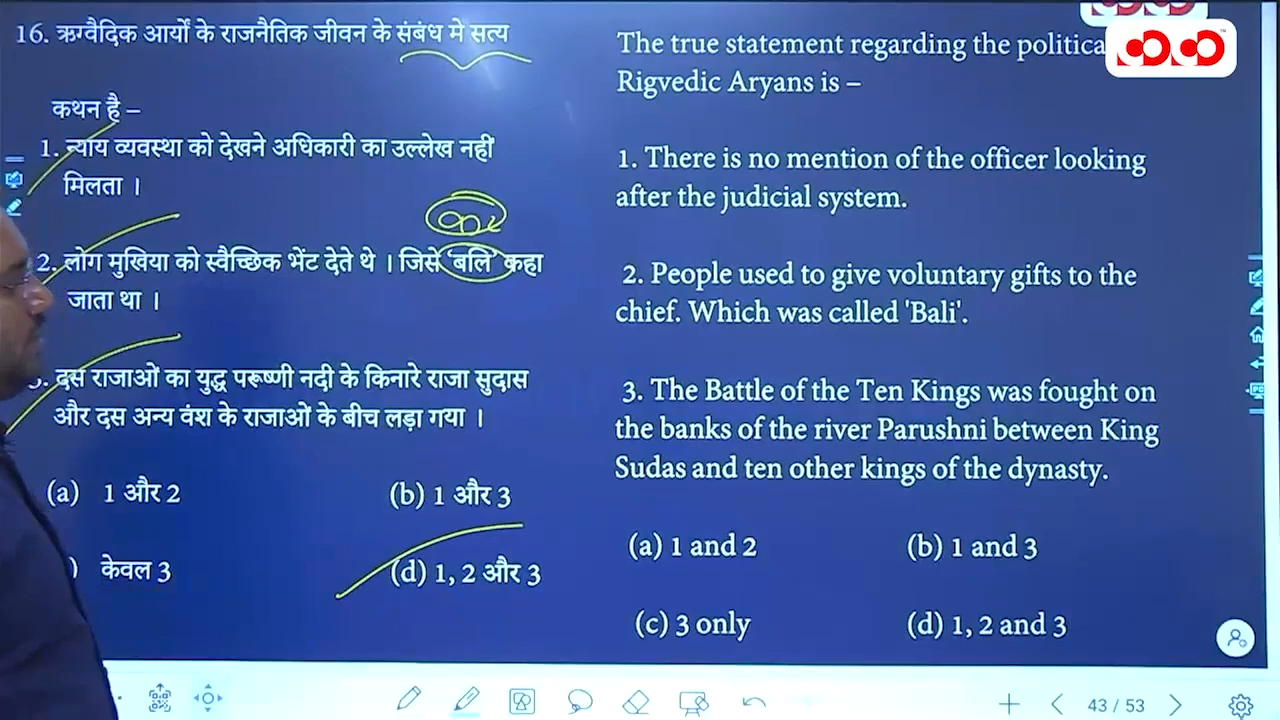 16. ऋग्वैदिक आर्यों के राजनैतिक जीवन के संबंध मे सत्य
कथन है –
1. न्याय व्यवस्था को देखने अधिकारी का उल्लेख नहीं
मिलता ।
2. लोग मुखिया को स्वैच्छिक भेंट देते थे । जिसे 'बलि' कहा
जाता था ।
दस राजाओं का युद्ध परूष्णी नदी के किनारे राजा सुदास
और दस अन्य वंश के राजाओं के बीच लड़ा गया ।
(a) 1 और 2
(b) 1 और 3
) केवल 3
(d) 1, 2 और 3
The true statement regarding the politica
Rigvedic Aryans is –
1. There is no mention of the officer looking
after the judicial system.
2. People used to give voluntary gifts to the
chief. Which was called 'Bali'.
3. The Battle of the Ten Kings was fought on
the banks of the river Parushni between King
Sudas and ten other kings of the dynasty.
(a) 1 and 2
(b) 1 and 3
(c) 3 only
(d) 1, 2 and 3
43 / 53